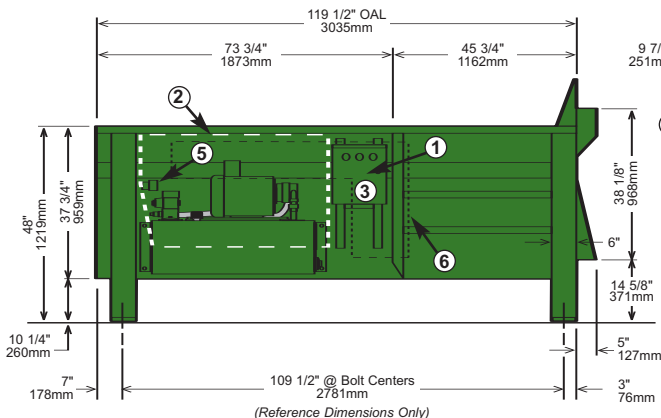 119 1/2" OAL
3035mm
73 3/4"
1873mm
45 3/4"
1162mm
9 7/
251mm
2
5
1
3
6
48"
1219mm
37 3/4"
959mm
38 1/8"
968mm
6"
14 5/8"
371mm
10 1/4"
260mm
5"
127mm
7"
178mm
109 1/2" @ Bolt Centers
2781mm
3"
76mm
(Reference Dimensions Only)